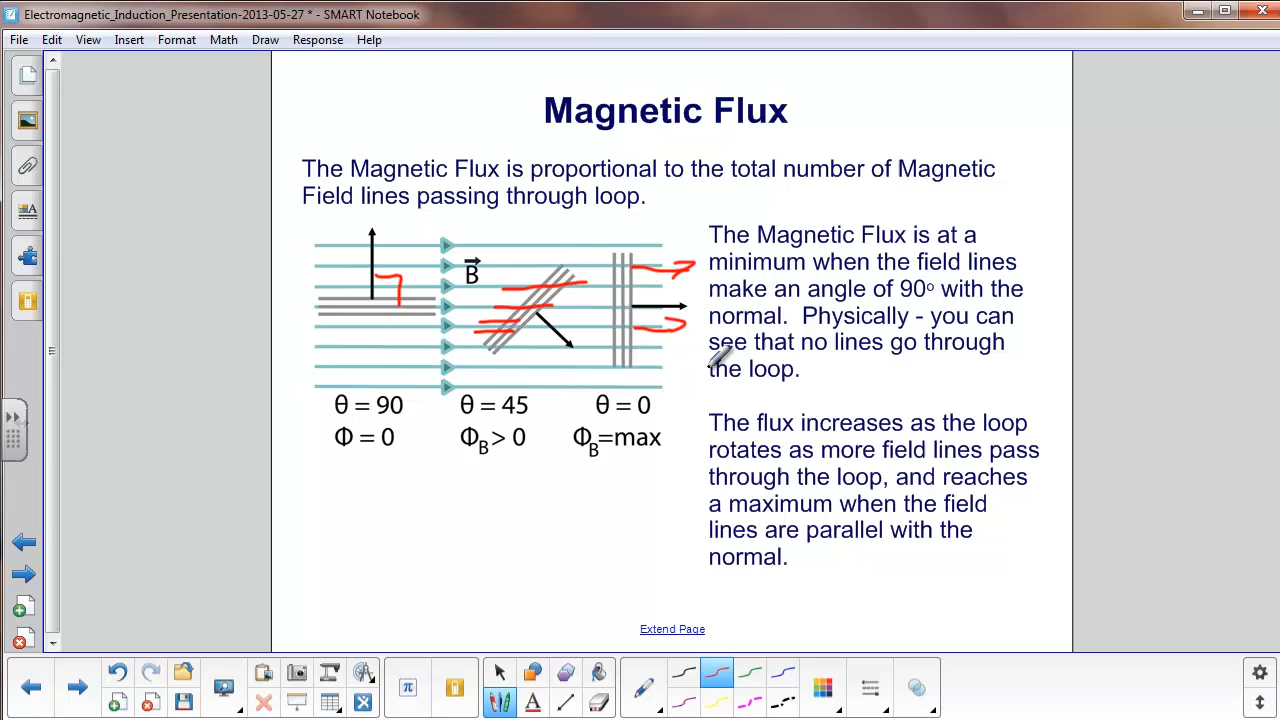 Electromagnetic_Induction_Presentation-2013-05-27 * - SMART Notebook
File Edit View Insert Format Math Draw Response Help
Magnetic Flux
The Magnetic Flux is proportional to the total number of Magnetic
Field lines passing through loop.
B
θ = 90
Φ = 0
θ = 45
ΦB > 0
θ = 0
ΦB=max
The Magnetic Flux is at a
minimum when the field lines
make an angle of 90º with the
normal. Physically - you can
see that no lines go through
the loop.
The flux increases as the loop
rotates as more field lines pass
through the loop, and reaches
a maximum when the field
lines are parallel with the
normal.
Extend Page